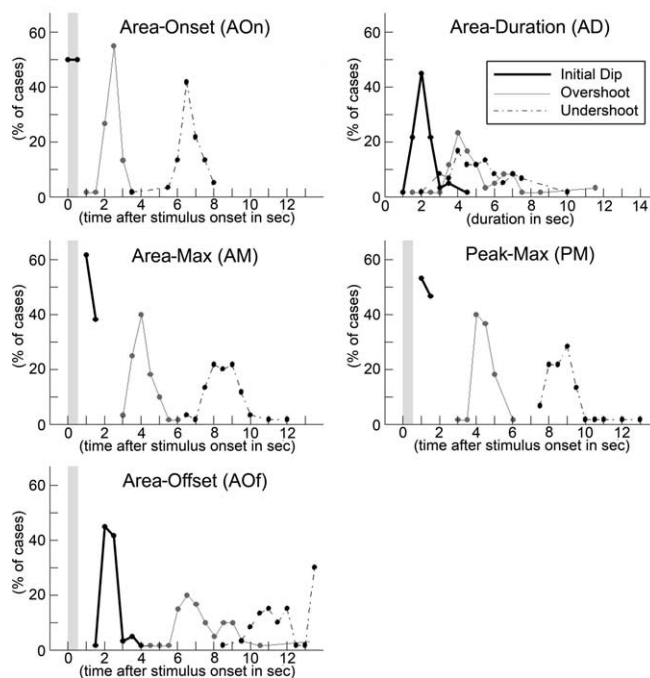 Area-Onset (AOn)
60
40
20
0
(% of cases)
0 2 4 6 8 10 12
(time after stimulus onset in sec)
Area-Duration (AD)
Initial Dip
Overshoot
Undershoot
60
40
20
0
(% of cases)
0 2 4 6 8 10 12
(duration in sec)
Area-Max (AM)
60
40
20
0
(% of cases)
0 2 4 6 8 10 12
(time after stimulus onset in sec)
Peak-Max (PM)
60
40
20
0
(% of cases)
0 2 4 6 8 10 12
(time after stimulus onset in sec)
Area-Offset (AOf)
60
40
20
0
(% of cases)
0 2 4 6 8 10 12
(time after stimulus onset in sec)